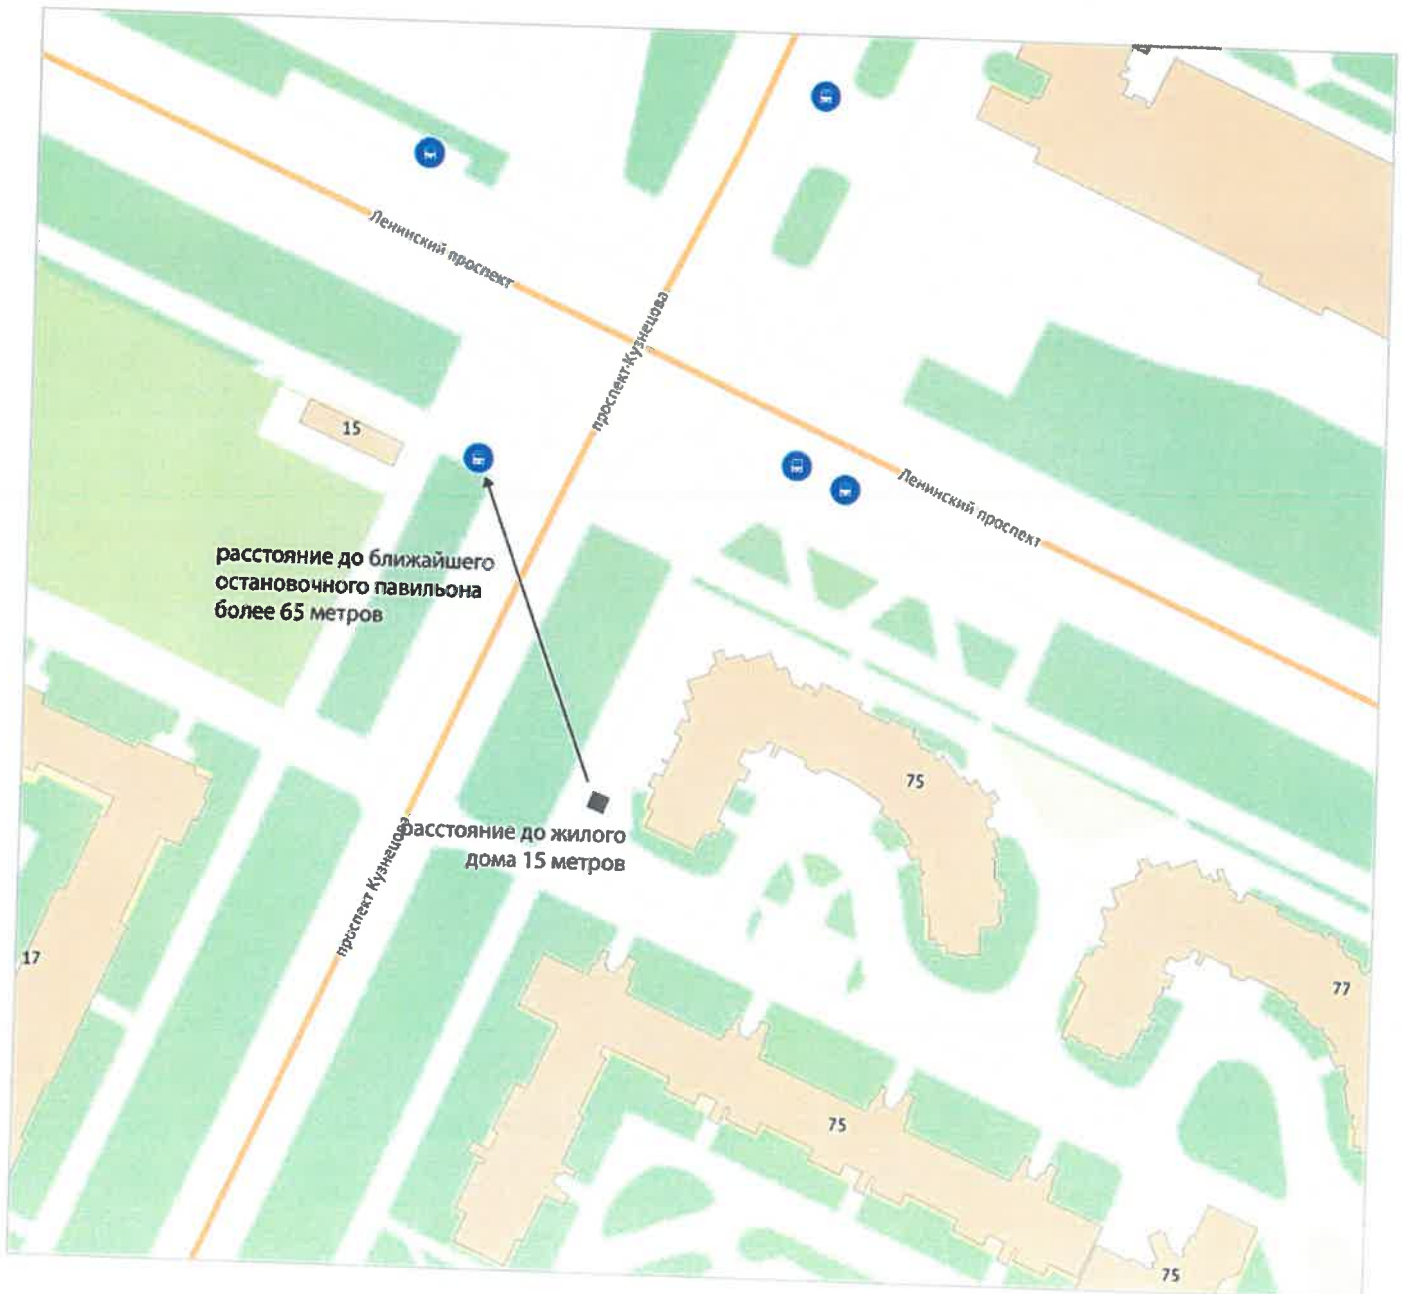 Ленинский проспект
проспект Кузнецова
15
Ленинский проспект
расстояние до ближайшего
остановочного павильона
более 65 метров
75
расстояние до жилого
дома 15 метров
проспект Кузнецова
17
77
75
75